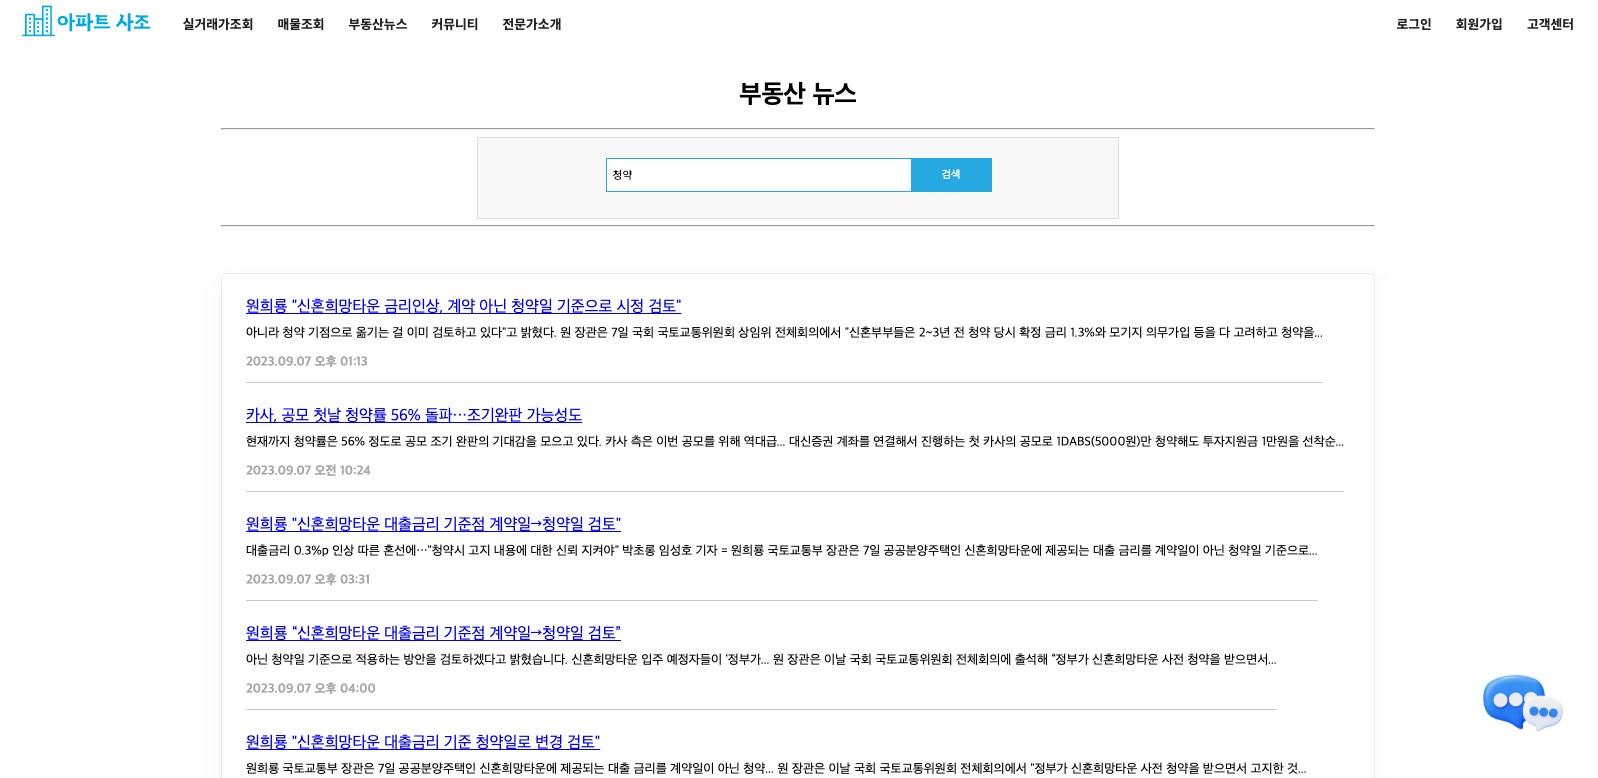 아파트 사조 실거래가조회 매물조회 부동산뉴스 커뮤니티 전문가소개 로그인 회원가입 고객센터
부동산 뉴스
청약 검색
원희룡 "신혼희망타운 금리인상, 계약 아닌 청약일 기준으로 시정 검토"
아니라 청약 기점으로 옮기는 걸 이미 검토하고 있다"고 밝혔다. 원 장관은 7일 국회 국토교통위원회 상임위 전체회의에서 "신혼부부들은 2~3년 전 청약 당시 확정 금리 1.3%와 모기지 의무가입 등을 다 고려하고 청약을...
2023.09.07 오후 01:13
카사, 공모 첫날 청약률 56% 돌파…조기완판 가능성도
현재까지 청약률은 56% 정도로 공모 조기 완판의 기대감을 모으고 있다. 카사 측은 이번 공모를 위해 역대급... 대신증권 계좌를 연결해서 진행하는 첫 카사의 공모로 1DABS(5000원)만 청약해도 투자지원금 1만원을 선착순...
2023.09.07 오전 10:24
원희룡 "신혼희망타운 대출금리 기준점 계약일→청약일 검토"
대출금리 0.3%p 인상 따른 혼선에…"청약시 고지 내용에 대한 신뢰 지켜야" 박초롱 임성호 기자 = 원희룡 국토교통부 장관은 7일 공공분양주택인 신혼희망타운에 제공되는 대출 금리를 계약일이 아닌 청약일 기준으로...
2023.09.07 오후 03:31
원희룡 “신혼희망타운 대출금리 기준점 계약일→청약일 검토”
아닌 청약일 기준으로 적용하는 방안을 검토하겠다고 밝혔습니다. 신혼희망타운 입주 예정자들이 ‘정부가... 원 장관은 이날 국회 국토교통위원회 전체회의에 출석해 “정부가 신혼희망타운 사전 청약을 받으면서...
2023.09.07 오후 04:00
원희룡 "신혼희망타운 대출금리 기준 청약일로 변경 검토"
원희룡 국토교통부 장관은 7일 공공분양주택인 신혼희망타운에 제공되는 대출 금리를 계약일이 아닌 청약... 원 장관은 이날 국회 국토교통위원회 전체회의에서 "정부가 신혼희망타운 사전 청약을 받으면서 고지한 것...